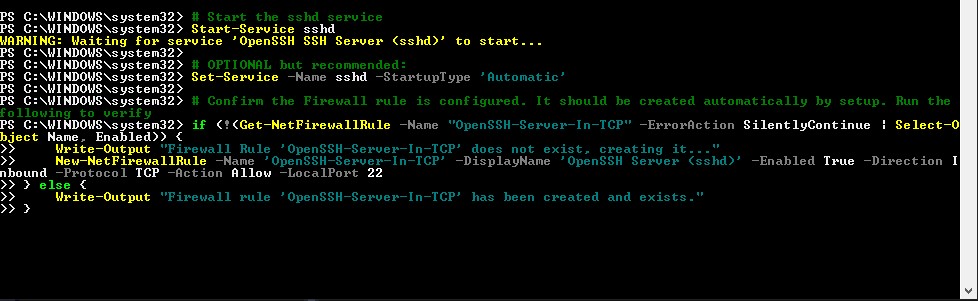 PS C:\WINDOWS\system32> # Start the sshd service
PS C:\WINDOWS\system32> Start-Service sshd
WARNING: Waiting for service 'OpenSSH SSH Server (sshd)' to start...
PS C:\WINDOWS\system32>
PS C:\WINDOWS\system32> # OPTIONAL but recommended:
PS C:\WINDOWS\system32> Set-Service -Name sshd -StartupType 'Automatic'
PS C:\WINDOWS\system32>
PS C:\WINDOWS\system32> # Confirm the Firewall rule is configured. It should be created automatically by setup. Run the
following to verify
PS C:\WINDOWS\system32> if (!(Get-NetFirewallRule -Name "OpenSSH-Server-In-TCP" -ErrorAction SilentlyContinue | Select-O
bject Name, Enabled)) {
>>     Write-Output "Firewall Rule 'OpenSSH-Server-In-TCP' does not exist, creating it..."
>>     New-NetFirewallRule -Name 'OpenSSH-Server-In-TCP' -DisplayName 'OpenSSH Server (sshd)' -Enabled True -Direction I
nbound -Protocol TCP -Action Allow -LocalPort 22
>> } else {
>>     Write-Output "Firewall rule 'OpenSSH-Server-In-TCP' has been created and exists."
>> }